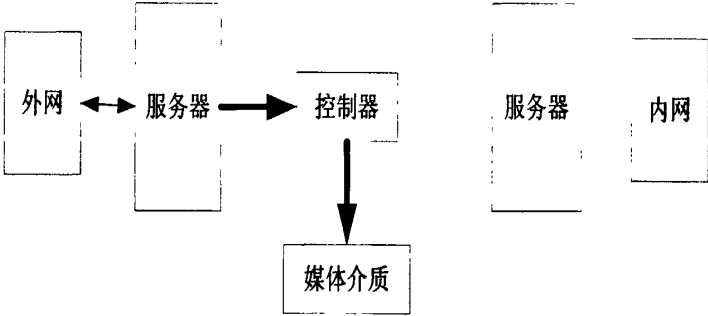 外网
服务器
控制器
服务器
内网
媒体介质